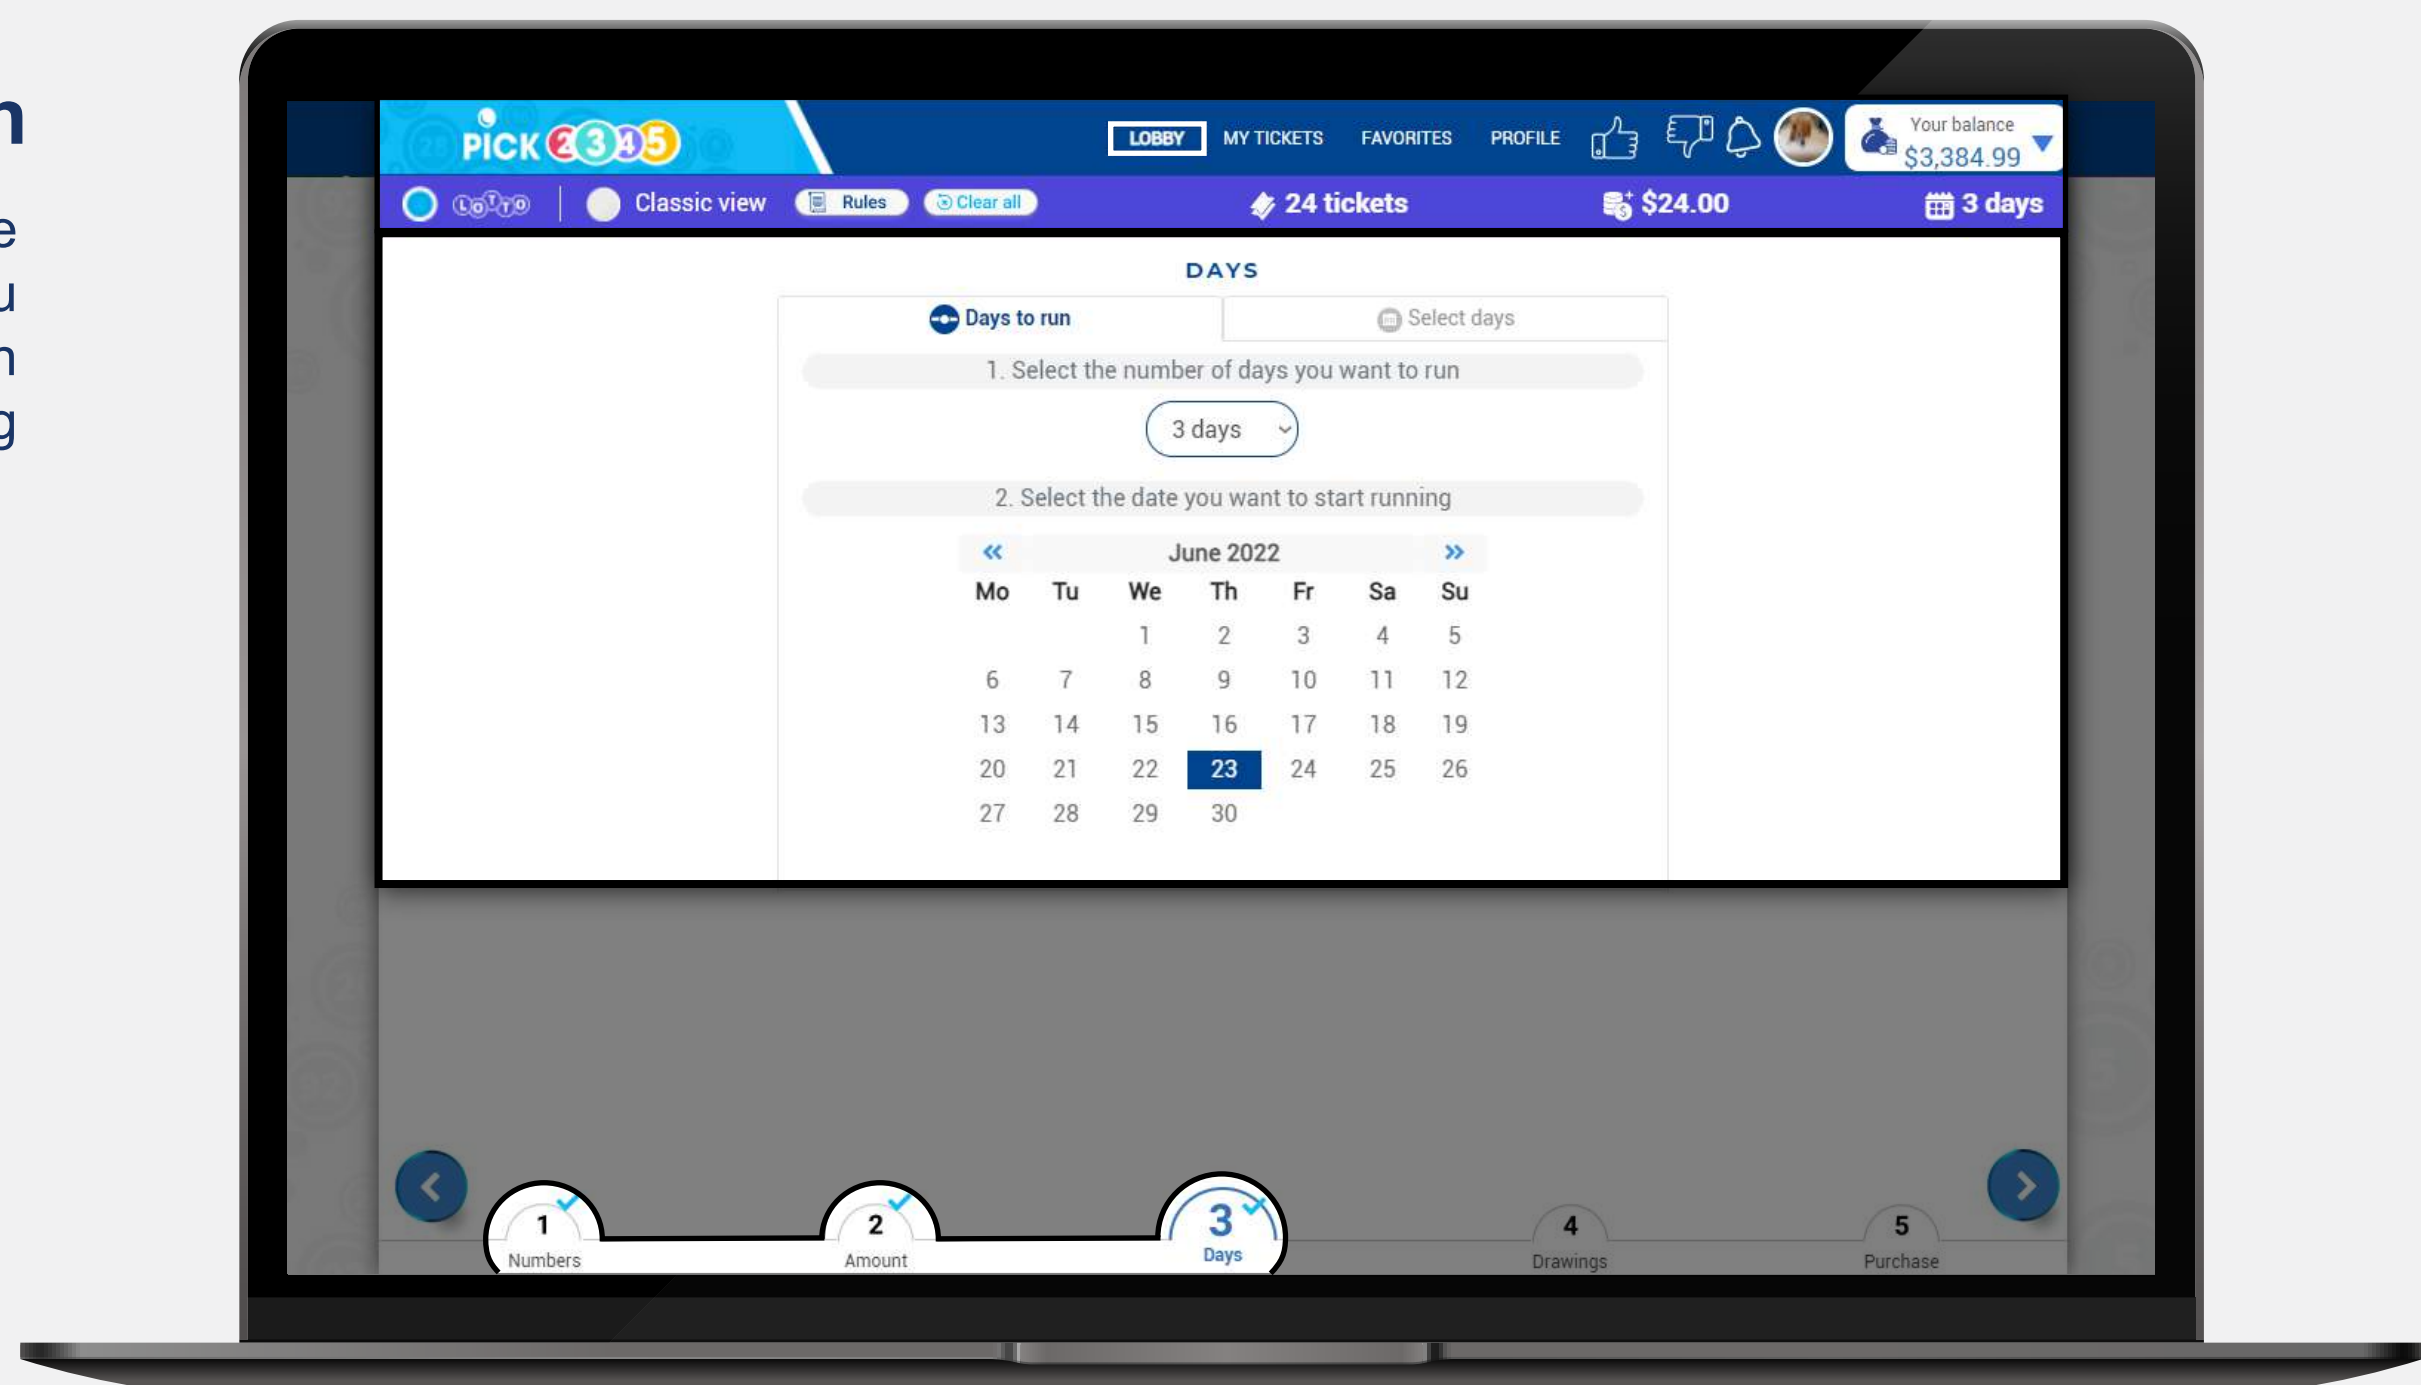 n
e
u
n
g
PiCK 2345
LOBBY MY TICKETS FAVORITES PROFILE
Your balance
$3,384.99
LOTTO Classic view Rules Clear all 24 tickets $24.00 3 days
DAYS
Days to run Select days
1. Select the number of days you want to run
3 days
2. Select the date you want to start running
« June 2022 »
Mo Tu We Th Fr Sa Su
1 2 3 4 5
6 7 8 9 10 11 12
13 14 15 16 17 18 19
20 21 22 23 24 25 26
27 28 29 30
1 2 3 4 5
Numbers Amount Days Drawings Purchase